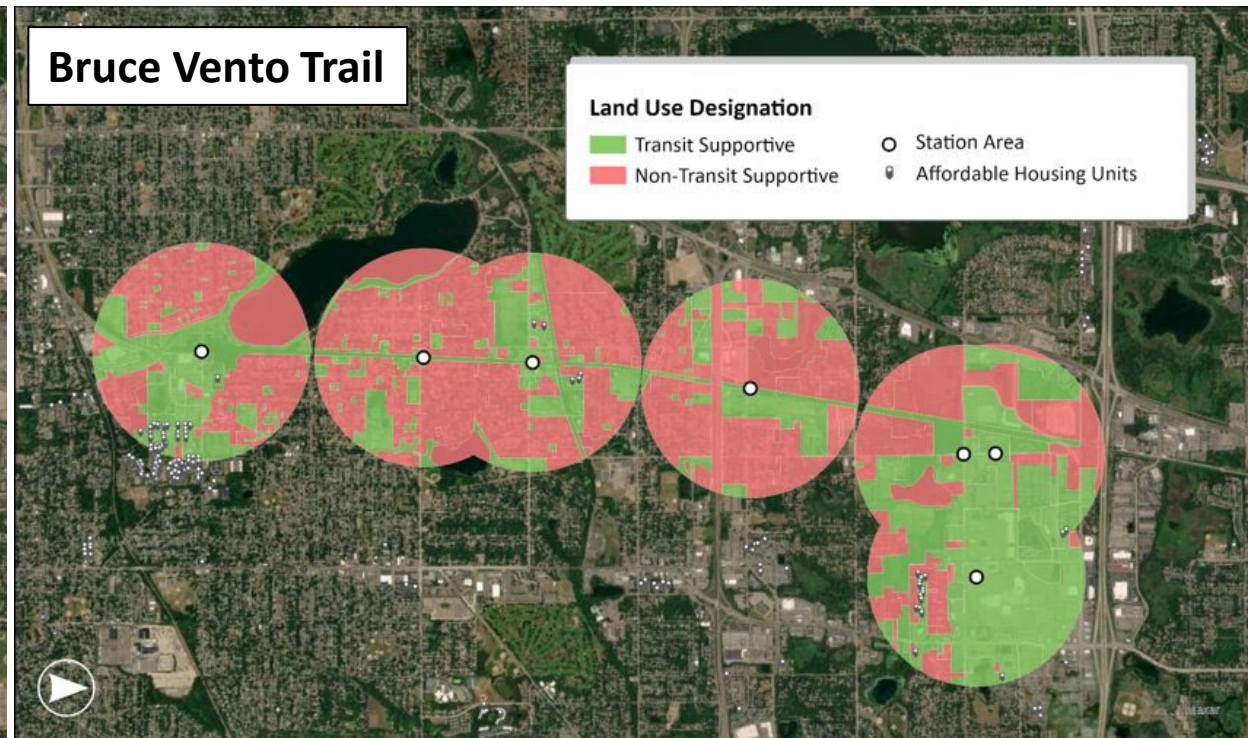 Bruce Vento Trail
Land Use Designation
Transit Supportive
Non-Transit Supportive
Station Area
Affordable Housing Units